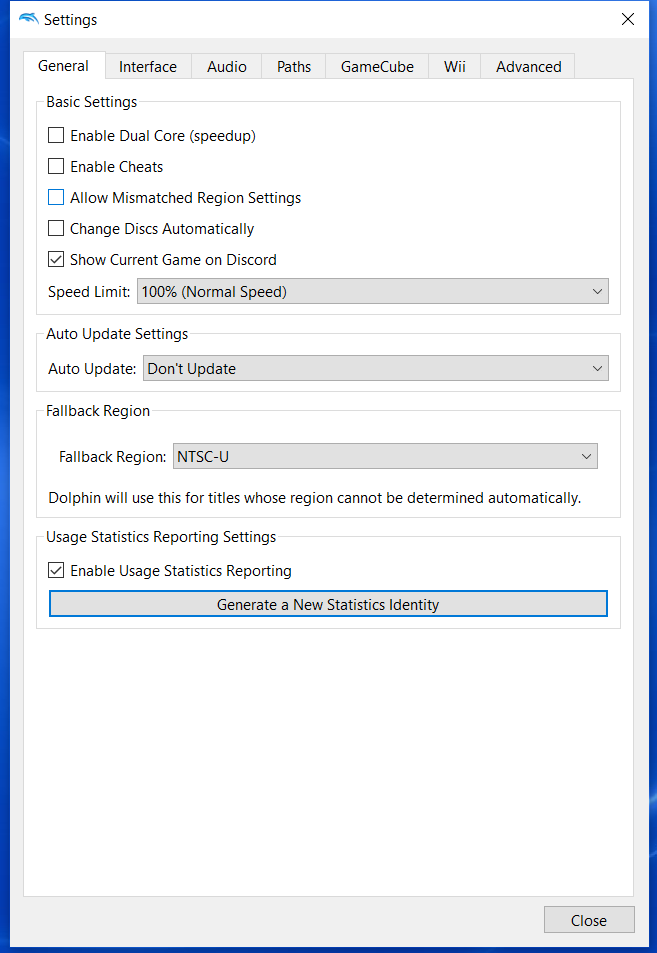 Settings
General Interface Audio Paths GameCube Wii Advanced
Basic Settings
Enable Dual Core (speedup)
Enable Cheats
Allow Mismatched Region Settings
Change Discs Automatically
Show Current Game on Discord
Speed Limit: 100% (Normal Speed)
Auto Update Settings
Auto Update: Don't Update
Fallback Region
Fallback Region: NTSC-U
Dolphin will use this for titles whose region cannot be determined automatically.
Usage Statistics Reporting Settings
Enable Usage Statistics Reporting
Generate a New Statistics Identity
Close